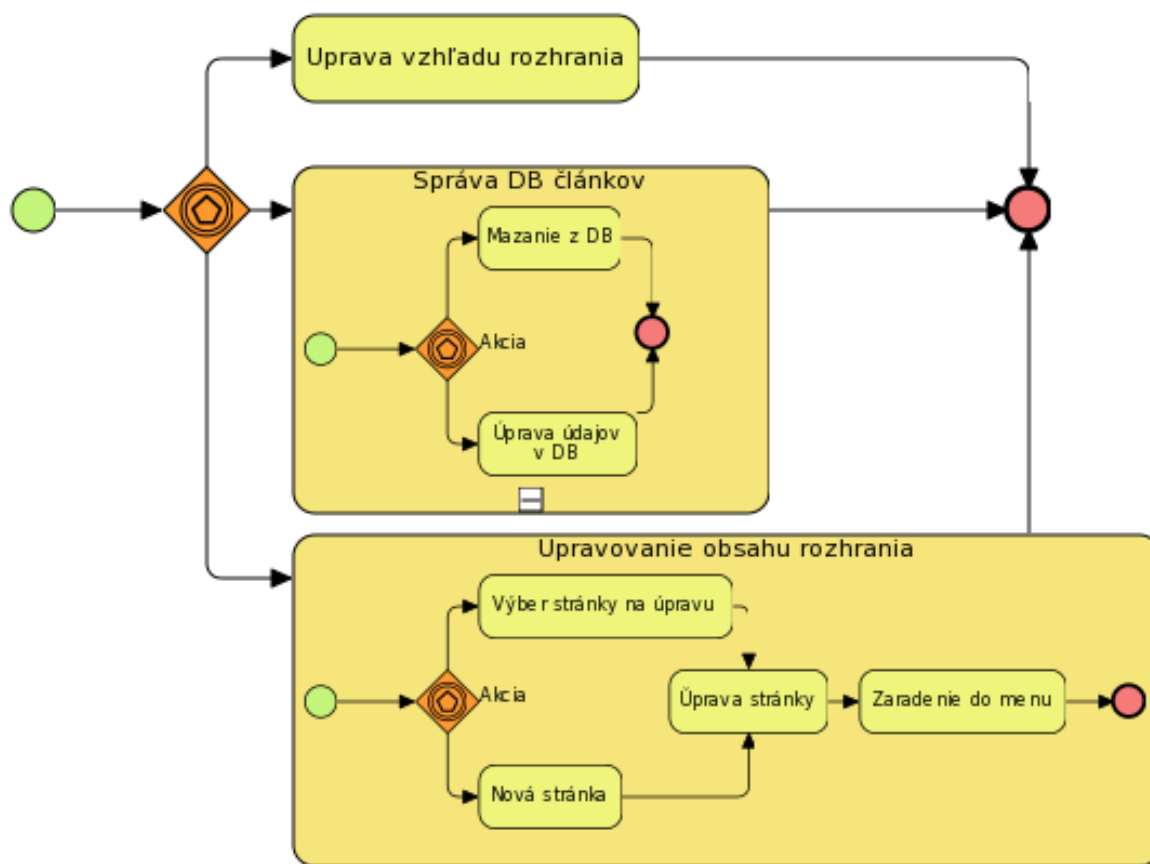 Uprava vzhľadu rozhrania
Správa DB článkov
Mazanie z DB
Akcia
Úprava údajov
v DB
Upravovanie obsahu rozhrania
Výber stránky na úpravu
Akcia
Úprava stránky
Zaradenie do menu
Nová stránka